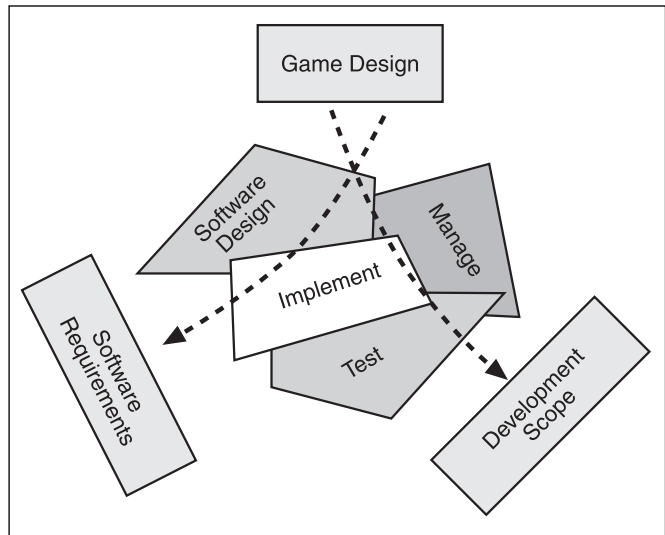 Game Design
Software
Design
Manage
Implement
Test
Software
Requirements
Development
Scope